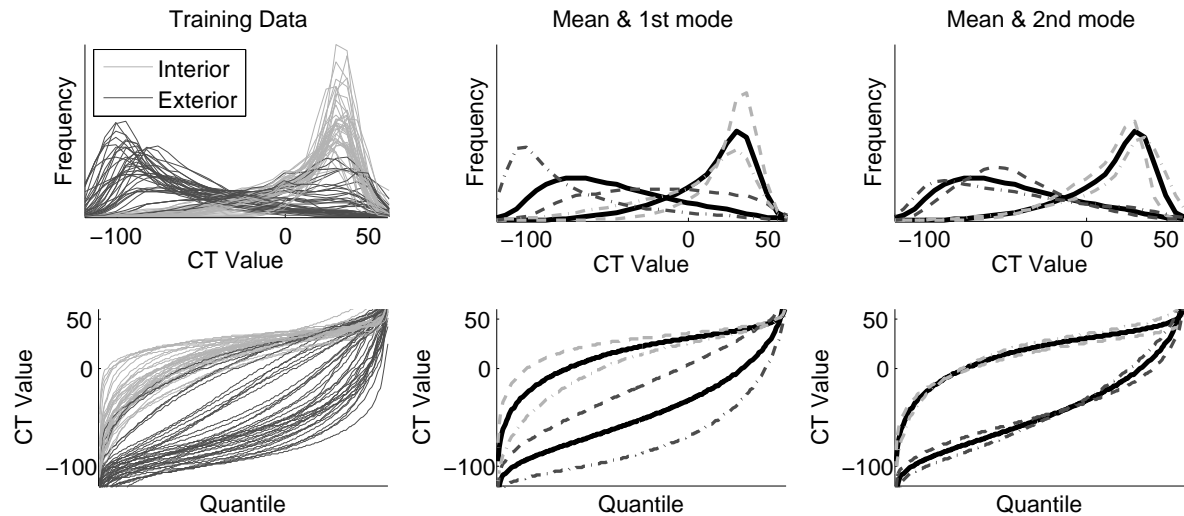 Training Data
Mean & 1st mode
Mean & 2nd mode
Interior
Exterior
Frequency
Frequency
Frequency
−100
0
50
−100
0
50
−100
0
50
CT Value
CT Value
CT Value
50
0
−100
CT Value
50
0
−100
CT Value
50
0
−100
CT Value
Quantile
Quantile
Quantile